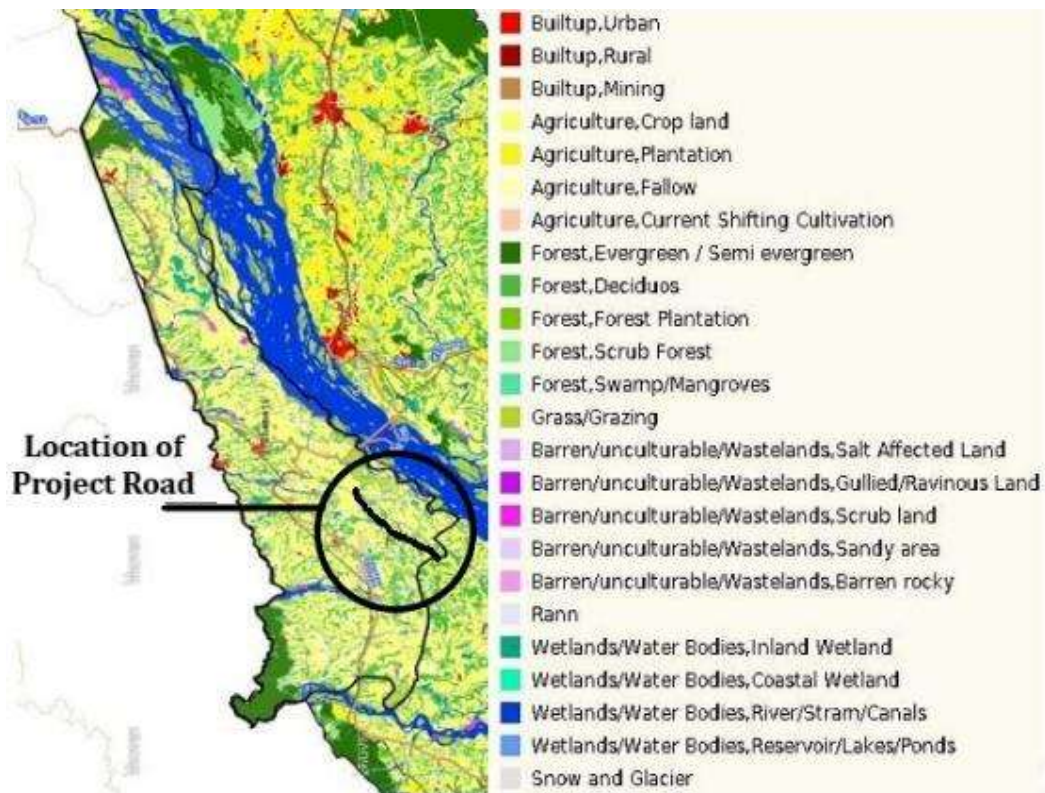 Location of
Project Road
Builtup,Urban
Builtup,Rural
Builtup,Mining
Agriculture,Crop land
Agriculture,Plantation
Agriculture,Fallow
Agriculture,Current Shifting Cultivation
Forest,Evergreen / Semi evergreen
Forest,Deciduos
Forest,Forest Plantation
Forest,Scrub Forest
Forest,Swamp/Mangroves
Grass/Grazing
Barren/unculturable/Wastelands,Salt Affected Land
Barren/unculturable/Wastelands,Gullied/Ravinous Land
Barren/unculturable/Wastelands,Scrub land
Barren/unculturable/Wastelands,Sandy area
Barren/unculturable/Wastelands,Barren rocky
Rann
Wetlands/Water Bodies,Inland Wetland
Wetlands/Water Bodies,Coastal Wetland
Wetlands/Water Bodies,River/Stram/Canals
Wetlands/Water Bodies,Reservoir/Lakes/Ponds
Snow and Glacier